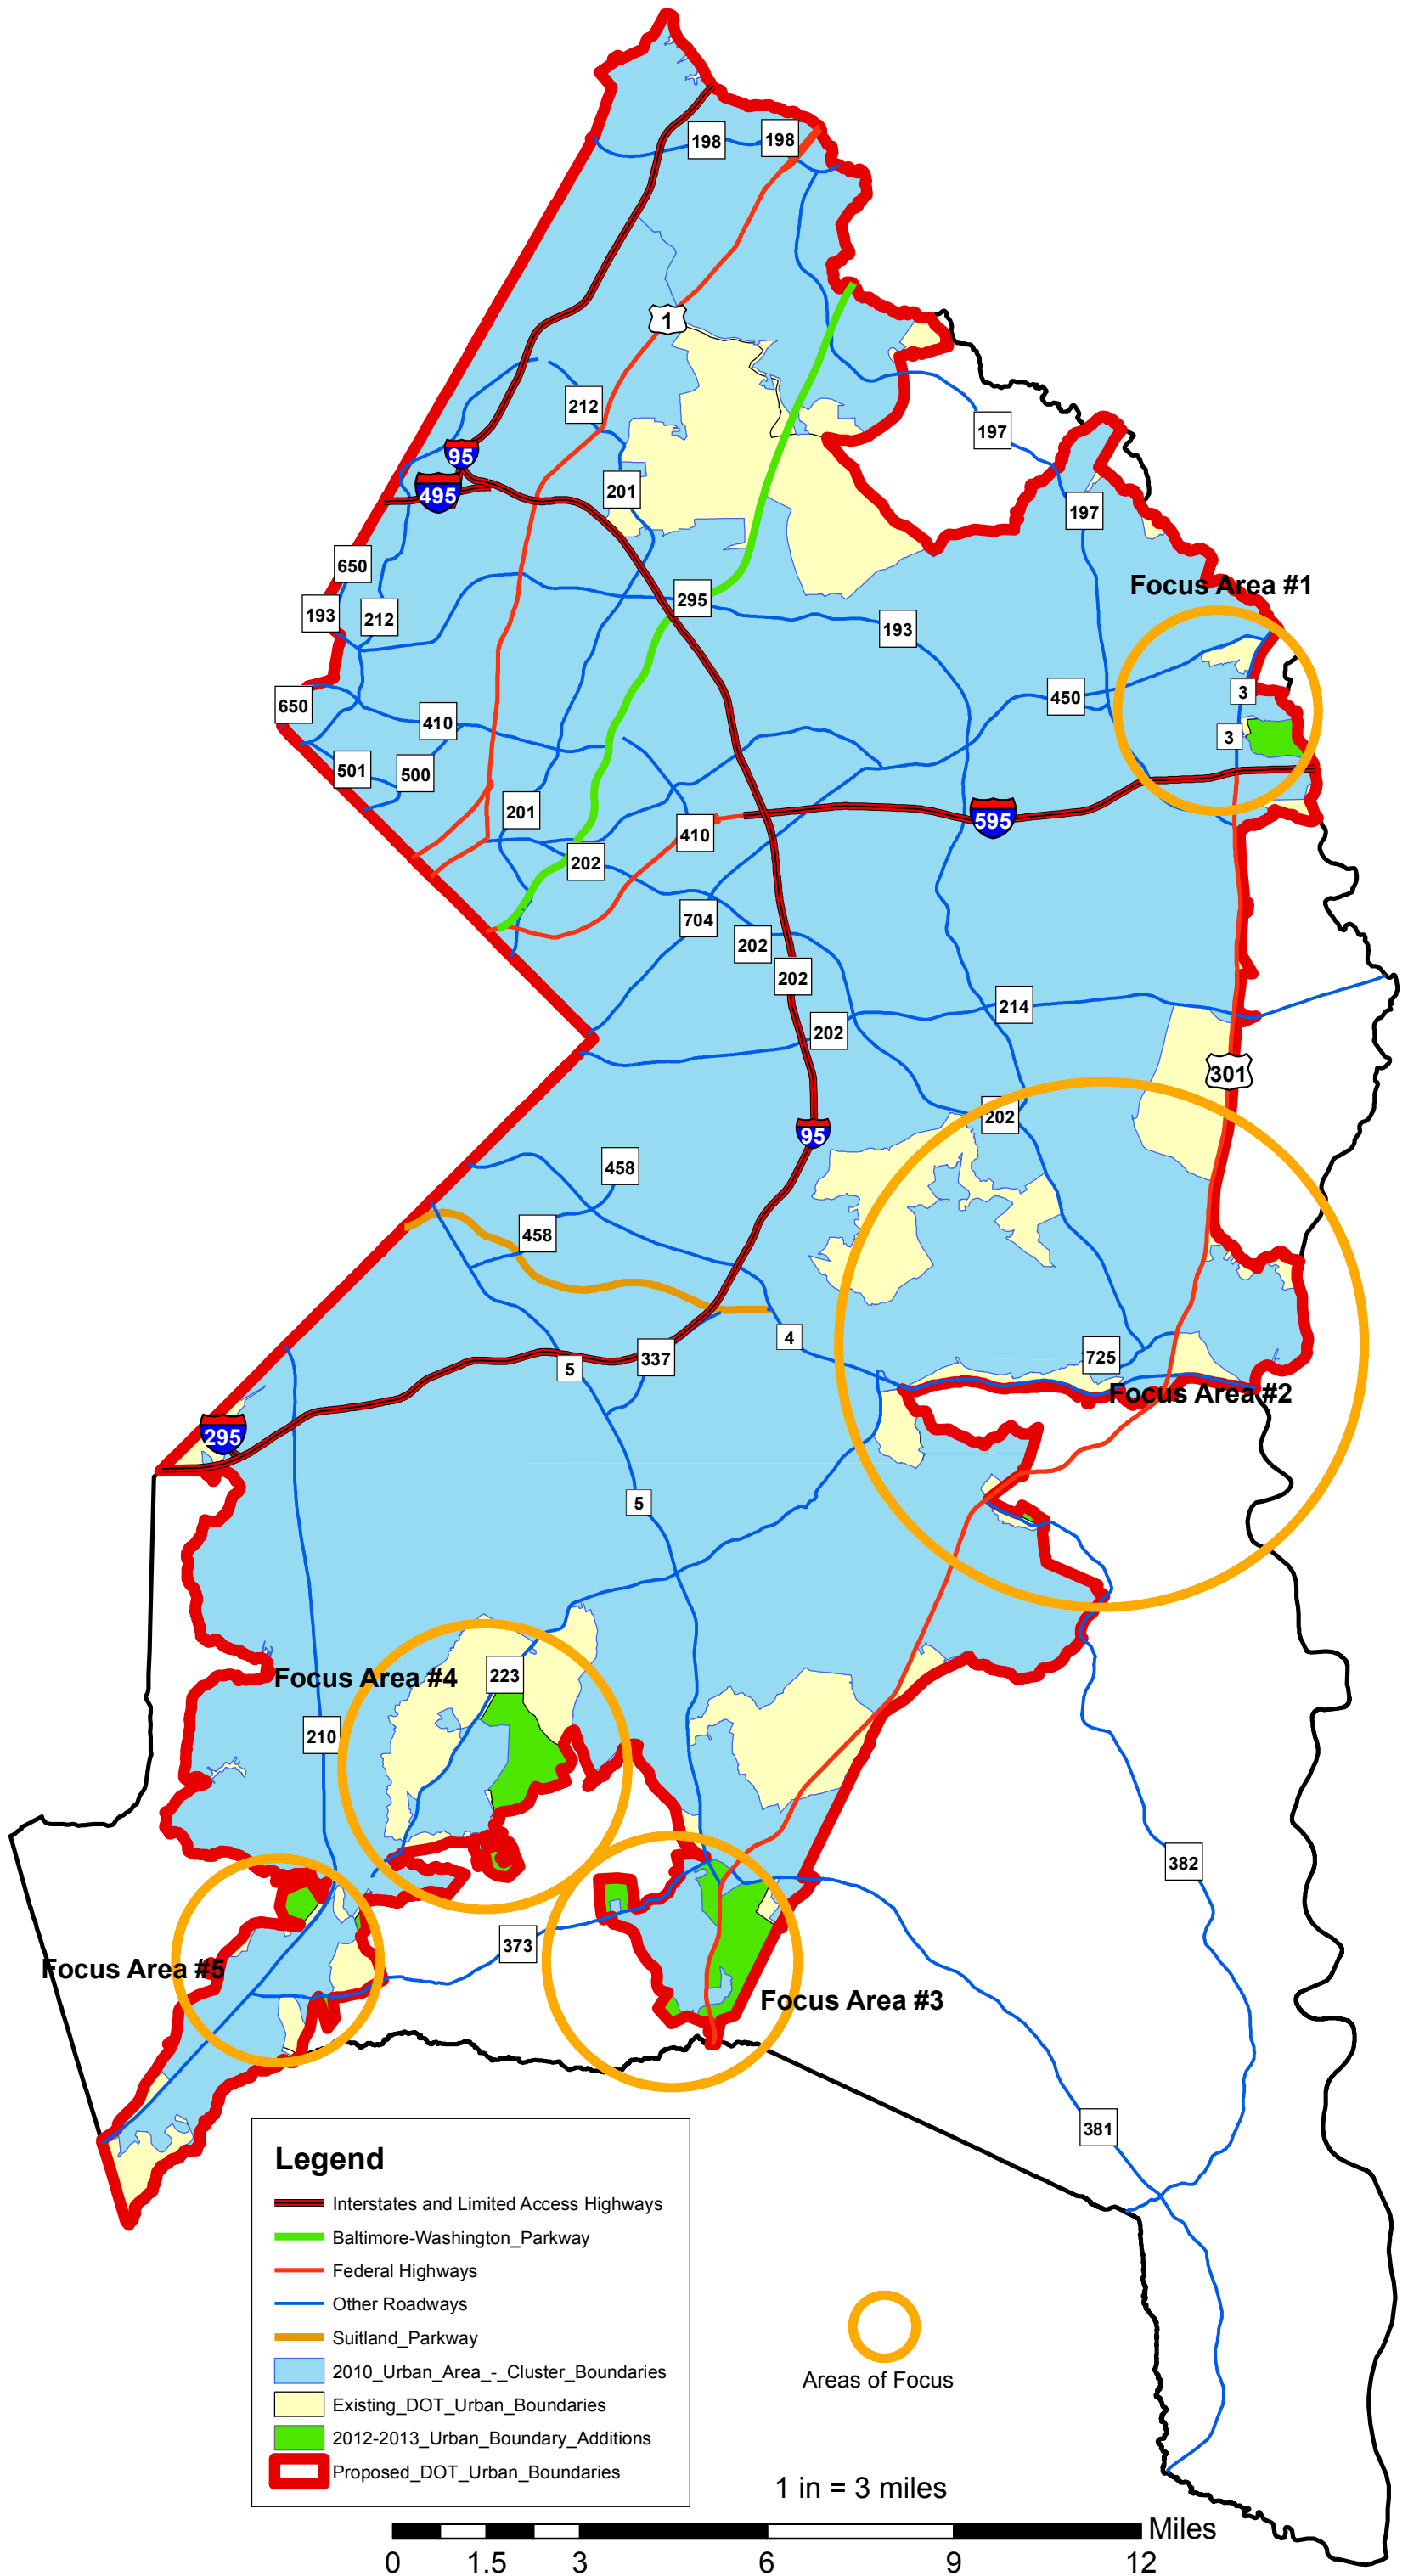 198
198
1
212
197
95
495
201
197
650
Focus Area #1
295
193
212
193
3
450
650
410
3
501
500
201
595
410
202
704
202
202
214
202
301
202
95
458
458
4
725
337
5
Focus Area #2
295
5
223
Focus Area #4
210
382
373
Focus Area #5
Focus Area #3
381
Legend
Interstates and Limited Access Highways
Baltimore-Washington_Parkway
Federal Highways
Other Roadways
Suitland_Parkway
2010_Urban_Area_-_Cluster_Boundaries
Existing_DOT_Urban_Boundaries
2012-2013_Urban_Boundary_Additions
Proposed_DOT_Urban_Boundaries
Areas of Focus
1 in = 3 miles
Miles
0 1.5 3 6 9 12